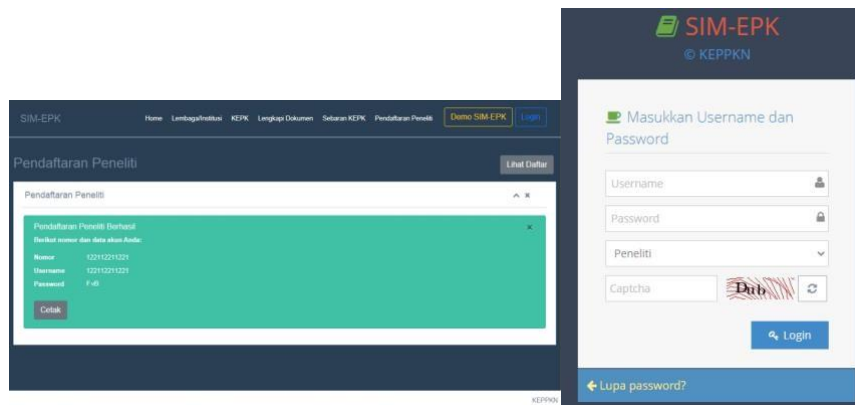 SIM-EPK
Home Lembaga/Institusi KEPK Lengkapi Dokumen Sebaran KEPK Pendaftaran Peneliti Demo SIM-EPK Login
Pendaftaran Peneliti
Lihat Daftar
Pendaftaran Peneliti
Pendaftaran Peneliti Berhasil
Berikut nomor dan data akun Anda:
Nomor 122112211221
Username 122112211221
Password
Cetak
KEPPKN
SIM-EPK
© KEPPKN
Masukkan Username dan
Password
Username
Password
Peneliti
Captcha
Dub
Login
Lupa password?